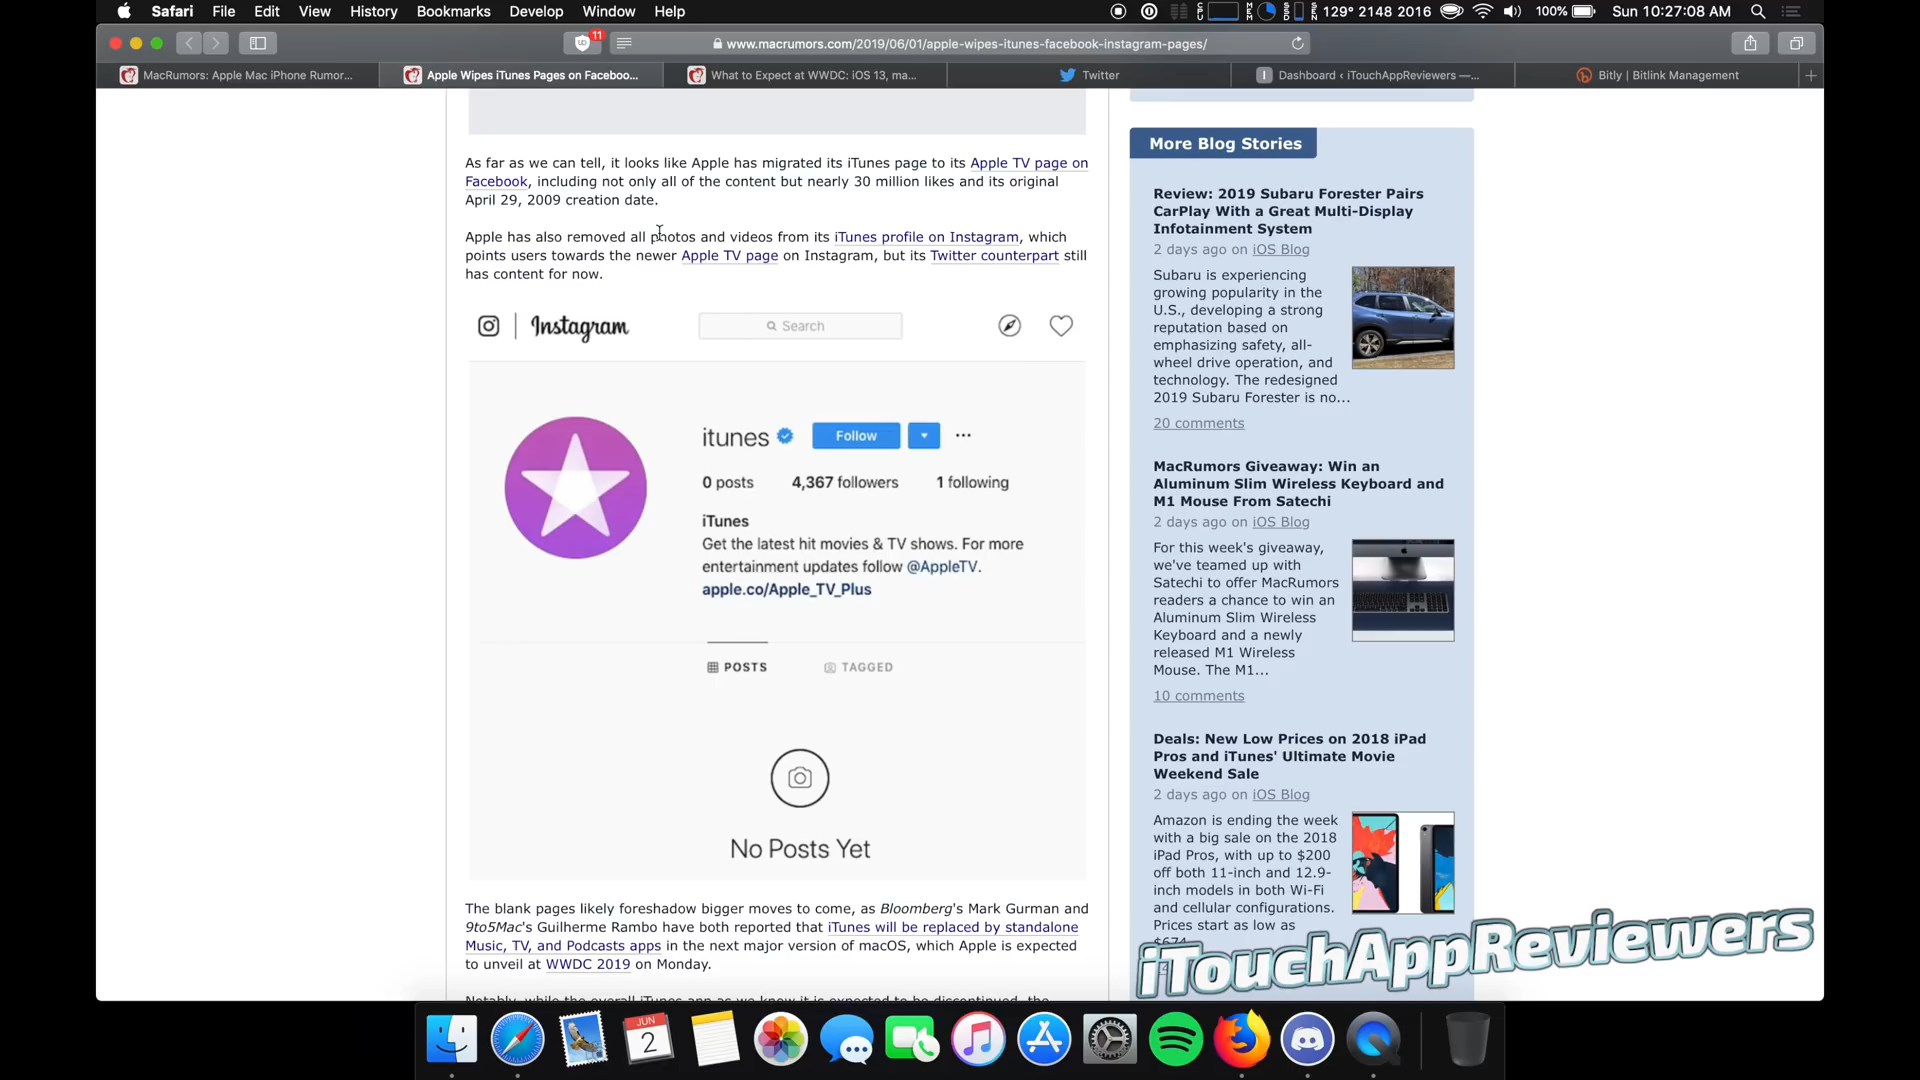 Safari File Edit View History Bookmarks Develop Window Help
129° 2148 2016 100% Sun 10:27:08 AM
11
www.macrumors.com/2019/06/01/apple-wipes-itunes-facebook-instagram-pages/
MacRumors: Apple Mac iPhone Rumor...
Apple Wipes iTunes Pages on Faceboo...
What to Expect at WWDC: iOS 13, ma...
Twitter
Dashboard ‹ iTouchAppReviewers —...
Bitly | Bitlink Management
As far as we can tell, it looks like Apple has migrated its iTunes page to its Apple TV page on
Facebook, including not only all of the content but nearly 30 million likes and its original
April 29, 2009 creation date.
Apple has also removed all photos and videos from its iTunes profile on Instagram, which
points users towards the newer Apple TV page on Instagram, but its Twitter counterpart still
has content for now.
Instagram
Search
itunes Follow
0 posts 4,367 followers 1 following
iTunes
Get the latest hit movies & TV shows. For more
entertainment updates follow @AppleTV.
apple.co/Apple_TV_Plus
POSTS TAGGED
No Posts Yet
The blank pages likely foreshadow bigger moves to come, as Bloomberg's Mark Gurman and
9to5Mac's Guilherme Rambo have both reported that iTunes will be replaced by standalone
Music, TV, and Podcasts apps in the next major version of macOS, which Apple is expected
to unveil at WWDC 2019 on Monday.
Notably, while the overall iTunes app as we know it is expected to be discontinued, the
More Blog Stories
Review: 2019 Subaru Forester Pairs
CarPlay With a Great Multi-Display
Infotainment System
2 days ago on iOS Blog
Subaru is experiencing
growing popularity in the
U.S., developing a strong
reputation based on
emphasizing safety, all-
wheel drive operation, and
technology. The redesigned
2019 Subaru Forester is no...
20 comments
MacRumors Giveaway: Win an
Aluminum Slim Wireless Keyboard and
M1 Mouse From Satechi
2 days ago on iOS Blog
For this week's giveaway,
we've teamed up with
Satechi to offer MacRumors
readers a chance to win an
Aluminum Slim Wireless
Keyboard and a newly
released M1 Wireless
Mouse. The M1...
10 comments
Deals: New Low Prices on 2018 iPad
Pros and iTunes' Ultimate Movie
Weekend Sale
2 days ago on iOS Blog
Amazon is ending the week
with a big sale on the 2018
iPad Pros, with up to $200
off both 11-inch and 12.9-
inch models in both Wi-Fi
and cellular configurations.
Prices start as low as
$674
iTouchAppReviewers
JUN
2